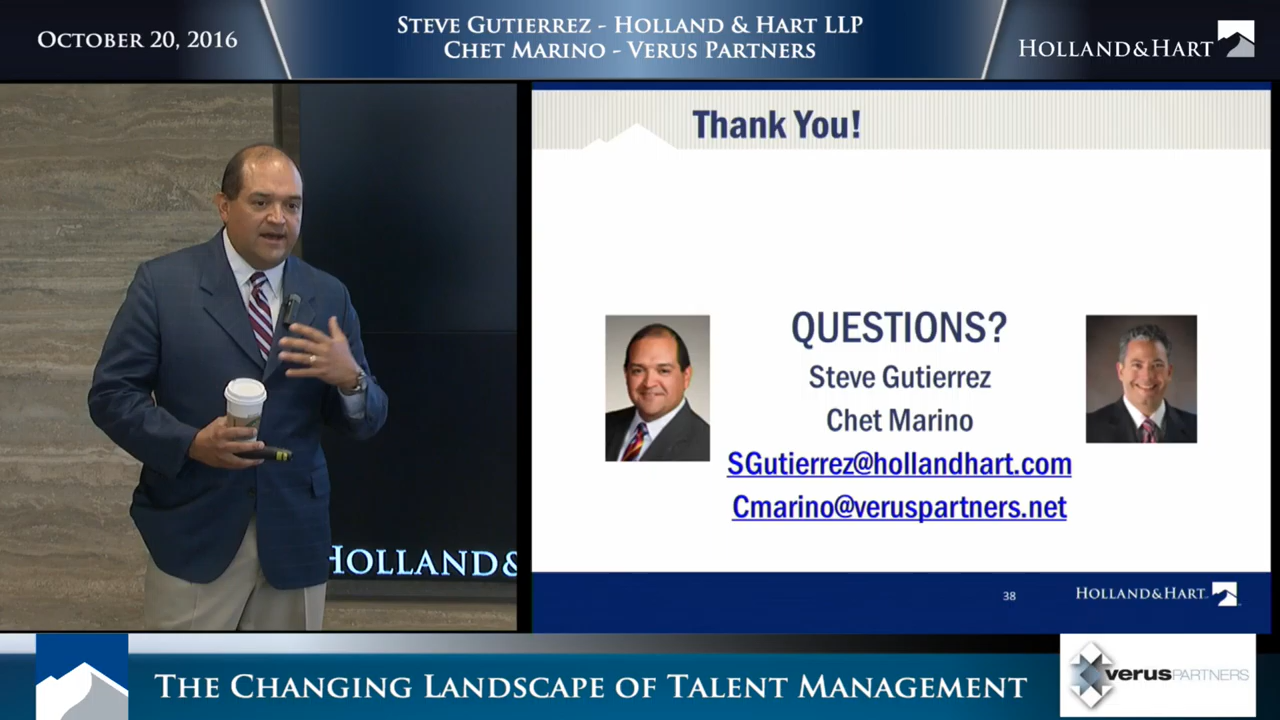 OCTOBER 20, 2016
STEVE GUTIERREZ - HOLLAND & HART LLP
CHET MARINO - VERUS PARTNERS
HOLLAND&HART
Thank You!
QUESTIONS?
Steve Gutierrez
Chet Marino
SGutierrez@hollandhart.com
Cmarino@veruspartners.net
HOLLAND&
38
HOLLAND&HART
THE CHANGING LANDSCAPE OF TALENT MANAGEMENT
verusPARTNERS